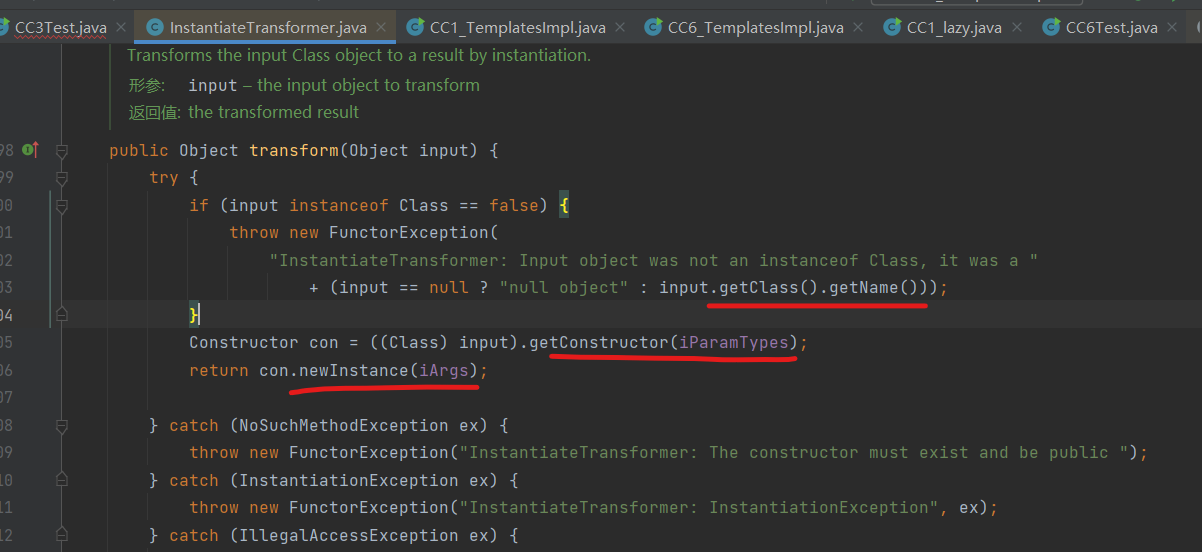 CC3Test.java InstantiateTransformer.java CC1_TemplatesImpl.java CC6_TemplatesImpl.java CC1_lazy.java CC6Test.java
Transforms the input Class object to a result by instantiation.
形参: input – the input object to transform
返回值: the transformed result
98 public Object transform(Object input) {
99 try {
00 if (input instanceof Class == false) {
01 throw new FunctorException(
02 "InstantiateTransformer: Input object was not an instanceof Class, it was a "
03 + (input == null ? "null object" : input.getClass().getName()));
04 }
05 Constructor con = ((Class) input).getConstructor(iParamTypes);
06 return con.newInstance(iArgs);
07
08 } catch (NoSuchMethodException ex) {
09 throw new FunctorException("InstantiateTransformer: The constructor must exist and be public ");
10 } catch (InstantiationException ex) {
11 throw new FunctorException("InstantiateTransformer: InstantiationException", ex);
12 } catch (IllegalAccessException ex) {